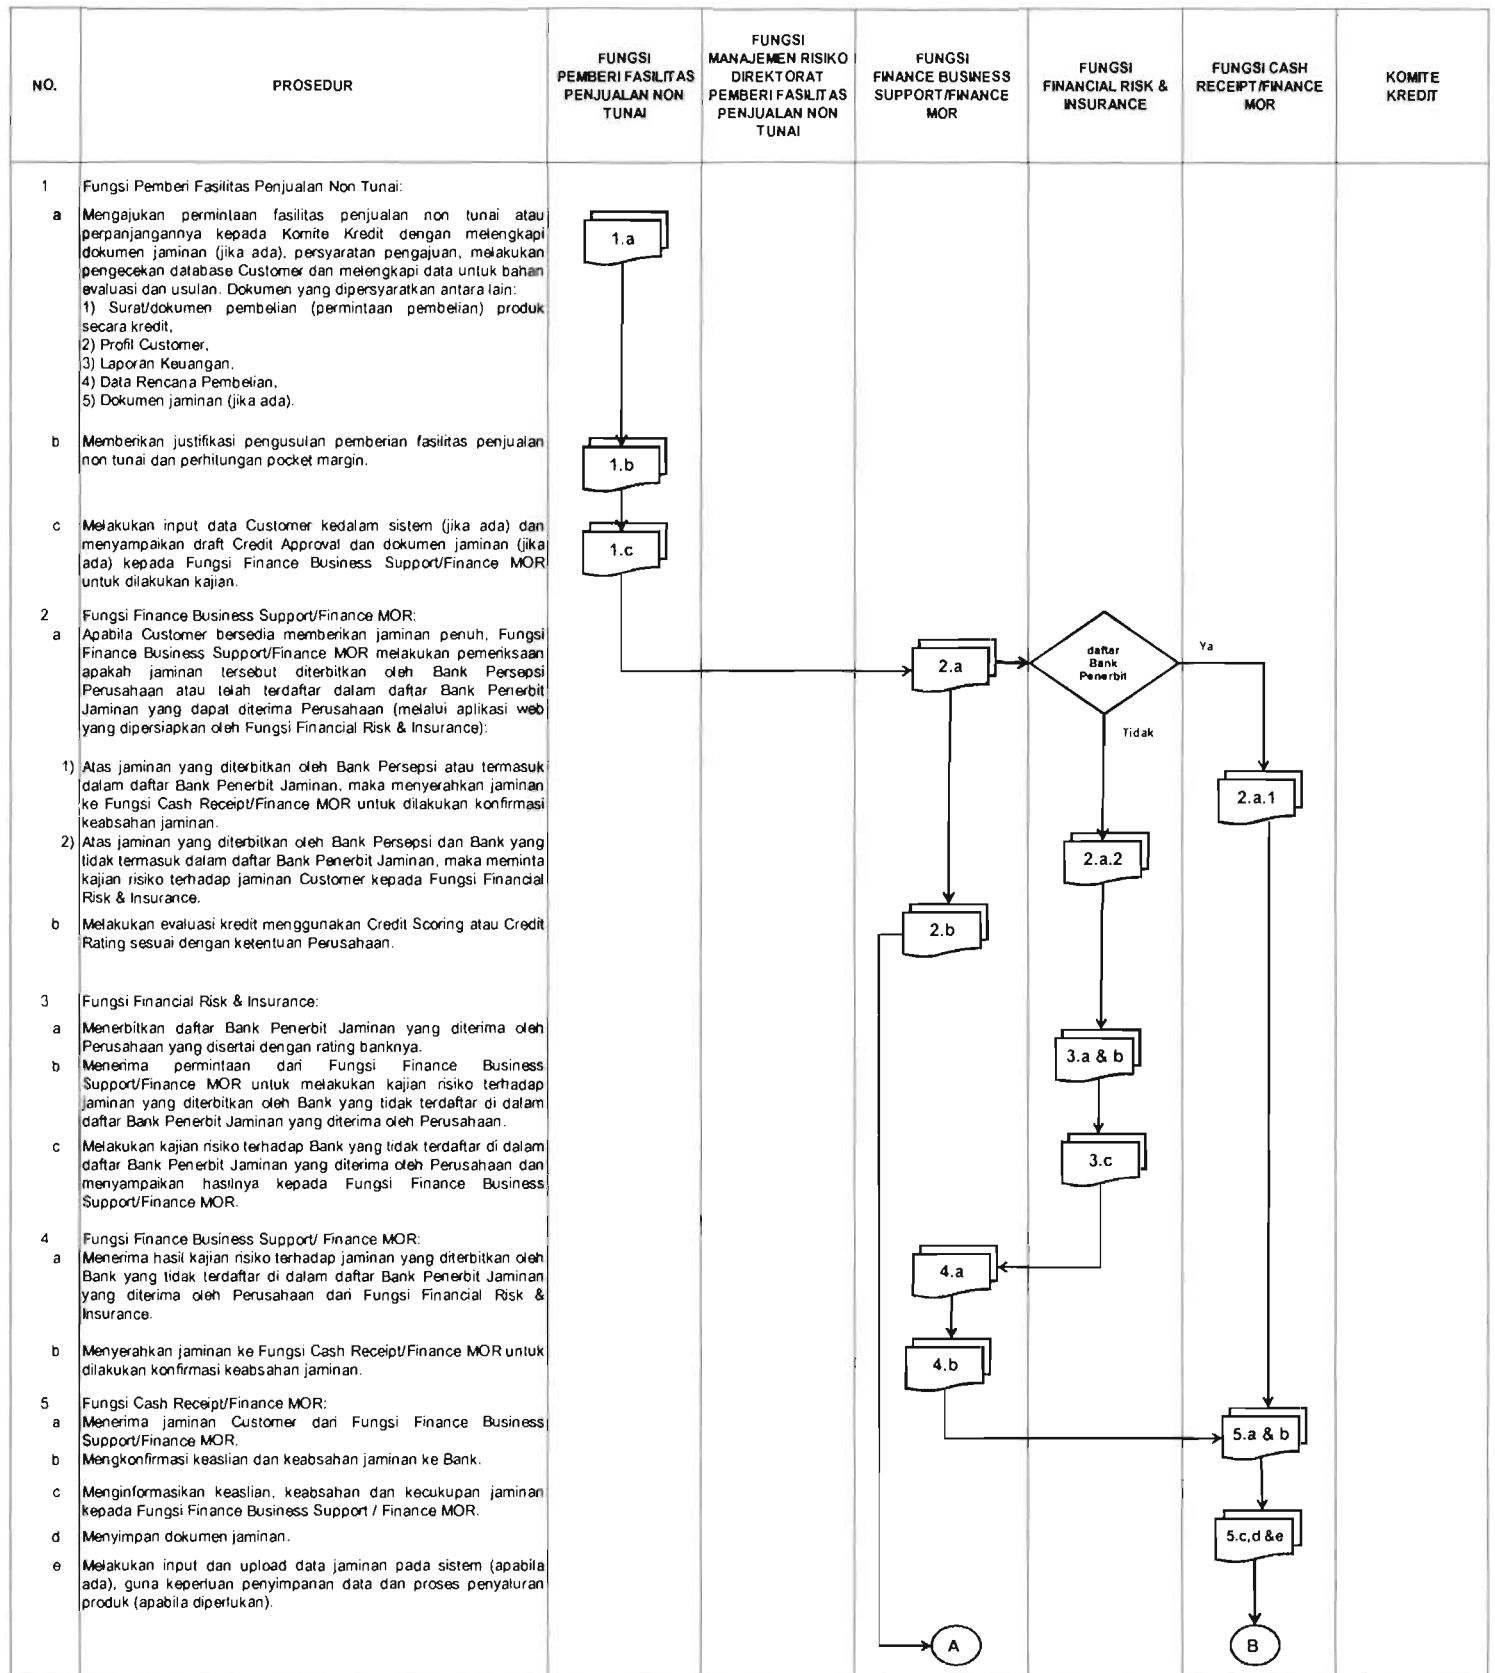 NO.
PROSEDUR
FUNGSI
PEMBERI FASILITAS
PENJUALAN NON
TUNAI
FUNGSI
MANAJEMEN RISIKO
DIREKTORAT
PEMBERI FASILITAS
PENJUALAN NON
TUNAI
FUNGSI
FINANCE BUSINESS
SUPPORT/FINANCE
MOR
FUNGSI
FINANCIAL RISK &
INSURANCE
FUNGSI CASH
RECEIPT/FINANCE
MOR
KOMITE
KREDIT
1 Fungsi Pemberi Fasilitas Penjualan Non Tunai:
a Mengajukan permintaan fasilitas penjualan non tunai atau
perpanjangannya kepada Komite Kredit dengan melengkapi
dokumen jaminan (jika ada), persyaratan pengajuan, melakukan
pengecekan database Customer dan melengkapi data untuk bahan
evaluasi dan usulan. Dokumen yang dipersyaratkan antara lain:
1) Surat/dokumen pembelian (permintaan pembelian) produk
secara kredit,
2) Profil Customer,
3) Laporan Keuangan,
4) Data Rencana Pembelian,
5) Dokumen jaminan (jika ada).
1.a
b Memberikan justifikasi pengusulan pemberian fasilitas penjualan
non tunai dan perhitungan pocket margin.
1.b
c Melakukan input data Customer kedalam sistem (jika ada) dan
menyampaikan draft Credit Approval dan dokumen jaminan (jika
ada) kepada Fungsi Finance Business Support/Finance MOR
untuk dilakukan kajian.
1.c
2 Fungsi Finance Business Support/Finance MOR:
a Apabila Customer bersedia memberikan jaminan penuh, Fungsi
Finance Business Support/Finance MOR melakukan pemeriksaan
apakah jaminan tersebut diterbitkan oleh Bank Persepsi
Perusahaan atau telah terdaftar dalam daftar Bank Penerbit
Jaminan yang dapat diterima Perusahaan (melalui aplikasi web
yang dipersiapkan oleh Fungsi Financial Risk & Insurance):
2.a
daftar
Bank
Penerbit
Ya
Tidak
1) Atas jaminan yang diterbitkan oleh Bank Persepsi atau termasuk
dalam daftar Bank Penerbit Jaminan, maka menyerahkan jaminan
ke Fungsi Cash Receipt/Finance MOR untuk dilakukan konfirmasi
keabsahan jaminan.
2.a.1
2) Atas jaminan yang diterbitkan oleh Bank Persepsi dan Bank yang
tidak termasuk dalam daftar Bank Penerbit Jaminan, maka meminta
kajian risiko terhadap jaminan Customer kepada Fungsi Financial
Risk & Insurance.
2.a.2
b Melakukan evaluasi kredit menggunakan Credit Scoring atau Credit
Rating sesuai dengan ketentuan Perusahaan.
2.b
3 Fungsi Financial Risk & Insurance:
a Menerbitkan daftar Bank Penerbit Jaminan yang diterima oleh
Perusahaan yang disertai dengan rating banknya.
b Menerima permintaan dari Fungsi Finance Business
Support/Finance MOR untuk melakukan kajian risiko terhadap
jaminan yang diterbitkan oleh Bank yang tidak terdaftar di dalam
daftar Bank Penerbit Jaminan yang diterima oleh Perusahaan.
3.a & b
c Melakukan kajian risiko terhadap Bank yang tidak terdaftar di dalam
daftar Bank Penerbit Jaminan yang diterima oleh Perusahaan dan
menyampaikan hasilnya kepada Fungsi Finance Business
Support/Finance MOR.
3.c
4 Fungsi Finance Business Support/ Finance MOR:
a Menerima hasil kajian risiko terhadap jaminan yang diterbitkan oleh
Bank yang tidak terdaftar di dalam daftar Bank Penerbit Jaminan
yang diterima oleh Perusahaan dari Fungsi Financial Risk &
Insurance.
4.a
b Menyerahkan jaminan ke Fungsi Cash Receipt/Finance MOR untuk
dilakukan konfirmasi keabsahan jaminan.
4.b
5 Fungsi Cash Receipt/Finance MOR:
a Menerima jaminan Customer dari Fungsi Finance Business
Support/Finance MOR.
b Mengkonfirmasi keaslian dan keabsahan jaminan ke Bank.
5.a & b
c Menginformasikan keaslian, keabsahan dan kecukupan jaminan
kepada Fungsi Finance Business Support / Finance MOR.
d Menyimpan dokumen jaminan.
5.c,d &e
e Melakukan input dan upload data jaminan pada sistem (apabila
ada), guna keperluan penyimpanan data dan proses penyaluran
produk (apabila diperlukan).
A
B